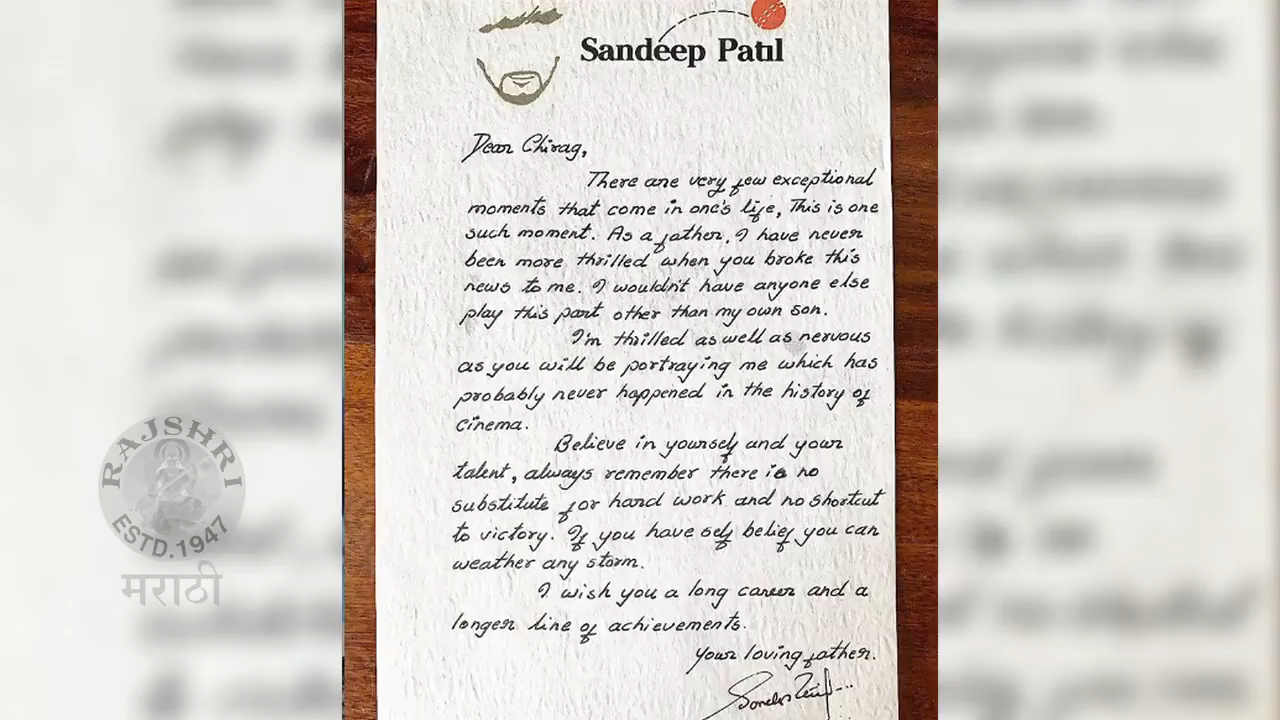 Sandeep Patil
Dear Chirag,
There are very few exceptional
moments that come in one's life, This is one
such moment. As a father, I have never
been more thrilled when you broke this
news to me. I wouldn't have anyone else
play this part other than my own son.
I'm thrilled as well as nervous
as you will be portraying me which has
probably never happened in the history of
cinema.
Believe in yourself and your
talent, always remember there is no
substitute for hard work and no shortcut
to victory. If you have self belief you can
weather any storm.
I wish you a long career and a
longer line of achievements.
Your loving father.
RAJSHRI
ESTD.1947
मराठी